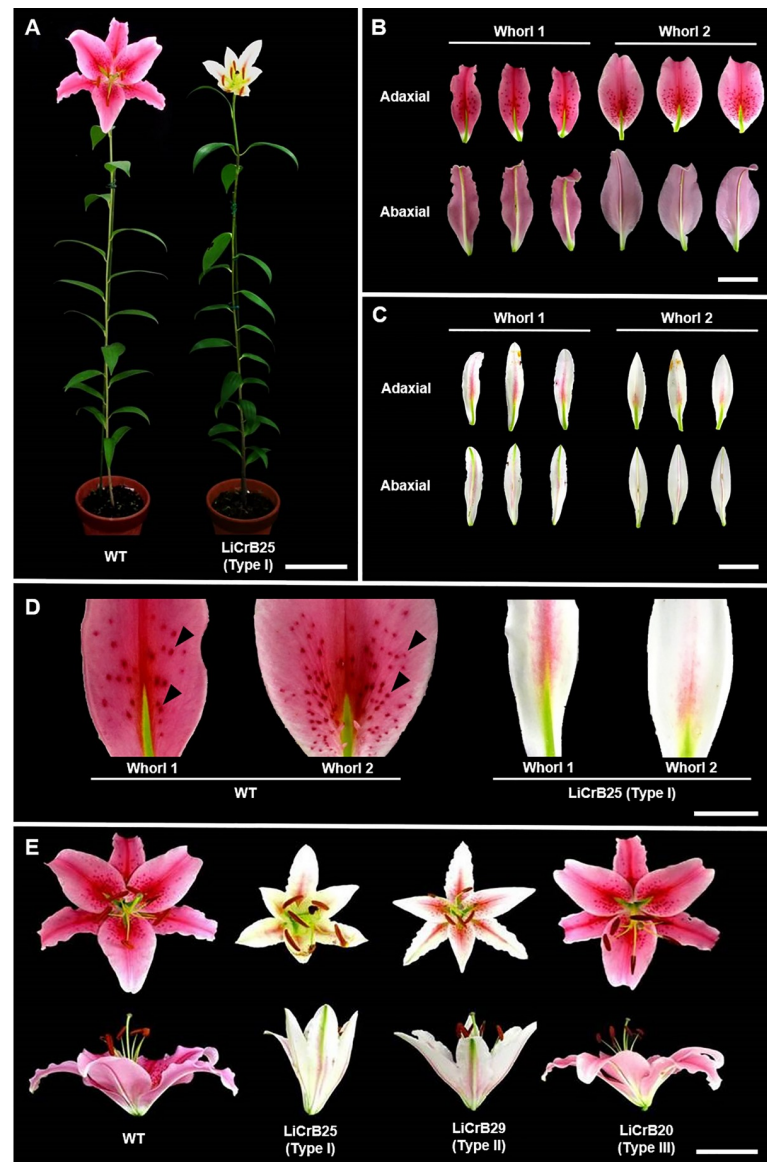 A
WT
LiCrB25
(Type I)
B
Whorl 1
Whorl 2
Adaxial
Abaxial
C
Whorl 1
Whorl 2
Adaxial
Abaxial
D
Whorl 1
Whorl 2
WT
Whorl 1
Whorl 2
LiCrB25 (Type I)
E
WT
LiCrB25
(Type I)
LiCrB29
(Type II)
LiCrB20
(Type III)